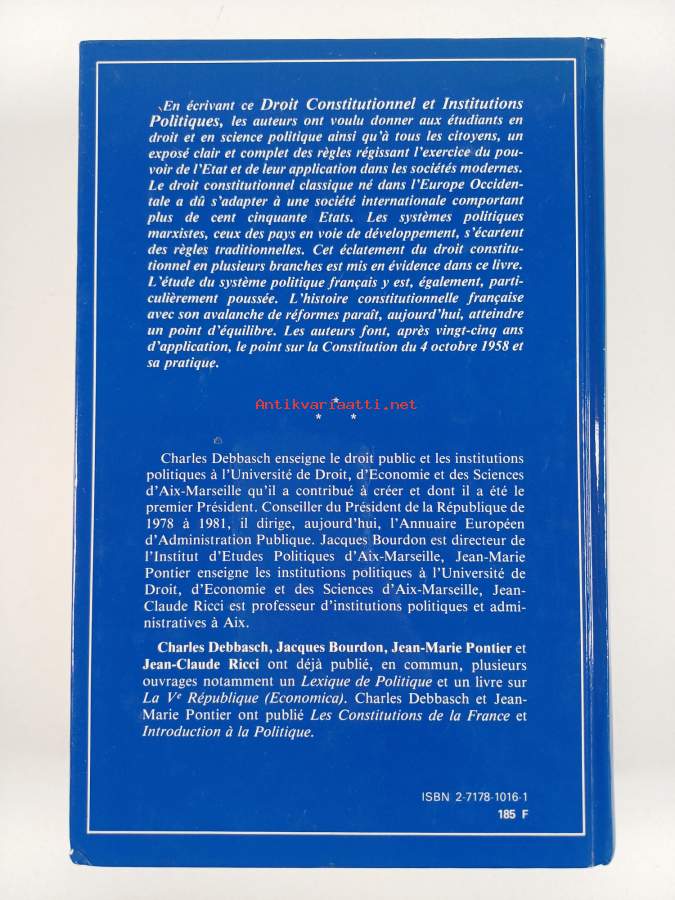 En écrivant ce Droit Constitutionnel et Institutions
Politiques, les auteurs ont voulu donner aux étudiants en
droit et en science politique ainsi qu'à tous les citoyens, un
exposé clair et complet des règles régissant l'exercice du pou-
voir de l'Etat et de leur application dans les sociétés modernes.
Le droit constitutionnel classique né dans l'Europe Occiden-
tale a dû s'adapter à une société internationale comportant
plus de cent cinquante Etats. Les systèmes politiques
marxistes, ceux des pays en voie de développement, s'écartent
des règles traditionnelles. Cet éclatement du droit constitu-
tionnel en plusieurs branches est mis en évidence dans ce livre.
L'étude du système politique français y est, également, parti-
culièrement poussée. L'histoire constitutionnelle française
avec son avalanche de réformes paraît, aujourd'hui, atteindre
un point d'équilibre. Les auteurs font, après vingt-cinq ans
d'application, le point sur la Constitution du 4 octobre 1958 et
sa pratique.
*
Antikvariaatti.net
* *
Charles Debbasch enseigne le droit public et les institutions
politiques à l'Université de Droit, d'Economie et des Sciences
d'Aix-Marseille qu'il a contribué à créer et dont il a été le
premier Président. Conseiller du Président de la République de
1978 à 1981, il dirige, aujourd'hui, l'Annuaire Européen
d'Administration Publique. Jacques Bourdon est directeur de
l'Institut d'Etudes Politiques d'Aix-Marseille, Jean-Marie
Pontier enseigne les institutions politiques à l'Université de
Droit, d'Economie et des Sciences d'Aix-Marseille, Jean-
Claude Ricci est professeur d'institutions politiques et admi-
nistratives à Aix.
Charles Debbasch, Jacques Bourdon, Jean-Marie Pontier et
Jean-Claude Ricci ont déjà publié, en commun, plusieurs
ouvrages notamment un Lexique de Politique et un livre sur
La Vᵉ République (Economica). Charles Debbasch et Jean-
Marie Pontier ont publié Les Constitutions de la France et
Introduction à la Politique.
ISBN 2-7178-1016-1
185 F